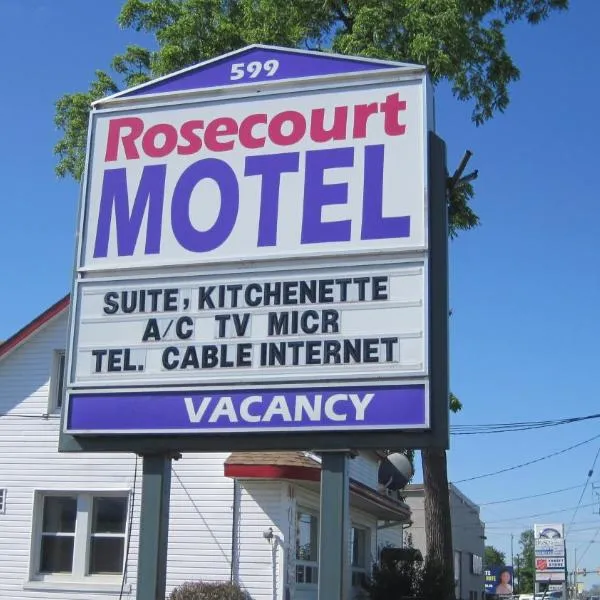 599
Rosecourt
MOTEL
SUITE, KITCHENETTE
A/C TV MICR
TEL. CABLE INTERNET
VACANCY